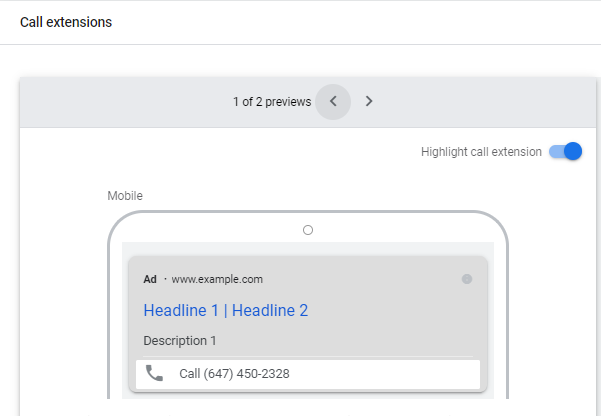 Call extensions
1 of 2 previews
Highlight call extension
Mobile
Ad · www.example.com
Headline 1 | Headline 2
Description 1
Call (647) 450-2328